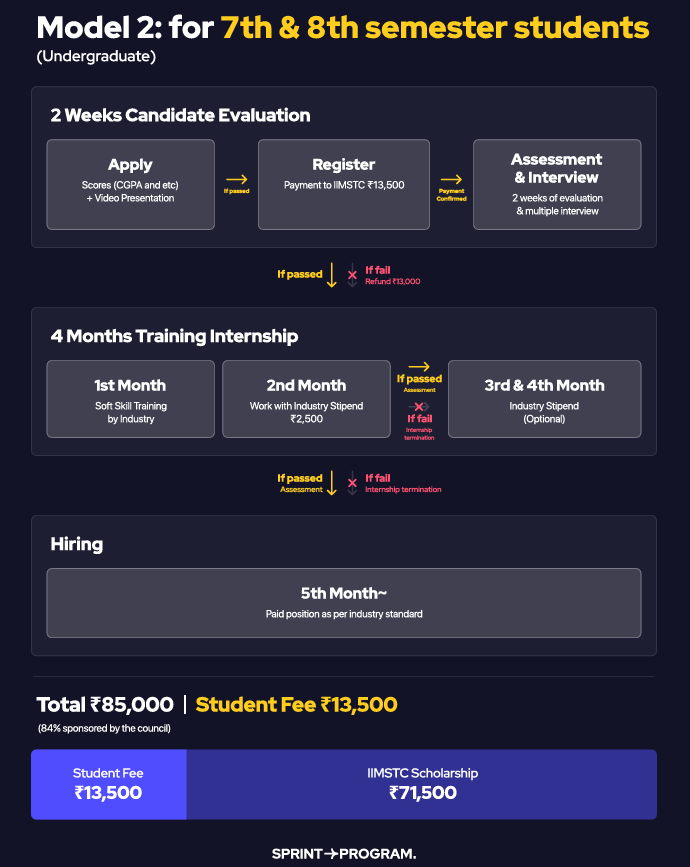 Model 2: for 7th & 8th semester students
(Undergraduate)
2 Weeks Candidate Evaluation
Apply
Scores (CGPA and etc)
+ Video Presentation
If passed
Register
Payment to IIMSTC ₹13,500
Payment
Confirmed
Assessment
& Interview
2 weeks of evaluation
& multiple interview
If passed
If fail
Refund ₹13,000
4 Months Training Internship
1st Month
Soft Skill Training
by Industry
2nd Month
Work with Industry Stipend
₹2,500
If passed
Assessment
If fail
Internship
termination
3rd & 4th Month
Industry Stipend
(Optional)
If passed
Assessment
If fail
Internship termination
Hiring
5th Month~
Paid position as per industry standard
Total ₹85,000 | Student Fee ₹13,500
(84% sponsored by the council)
Student Fee
₹13,500
IIMSTC Scholarship
₹71,500
SPRINT→PROGRAM.